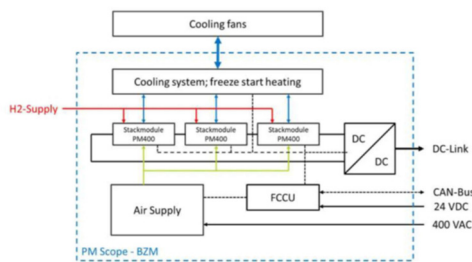 Cooling fans
Cooling system; freeze start heating
H2-Supply
Stackmodule
PM400
Stackmodule
PM400
Stackmodule
PM400
DC
DC
DC-Link
CAN-Bus
24 VDC
400 VAC
Air Supply
FCCU
PM Scope - BZM